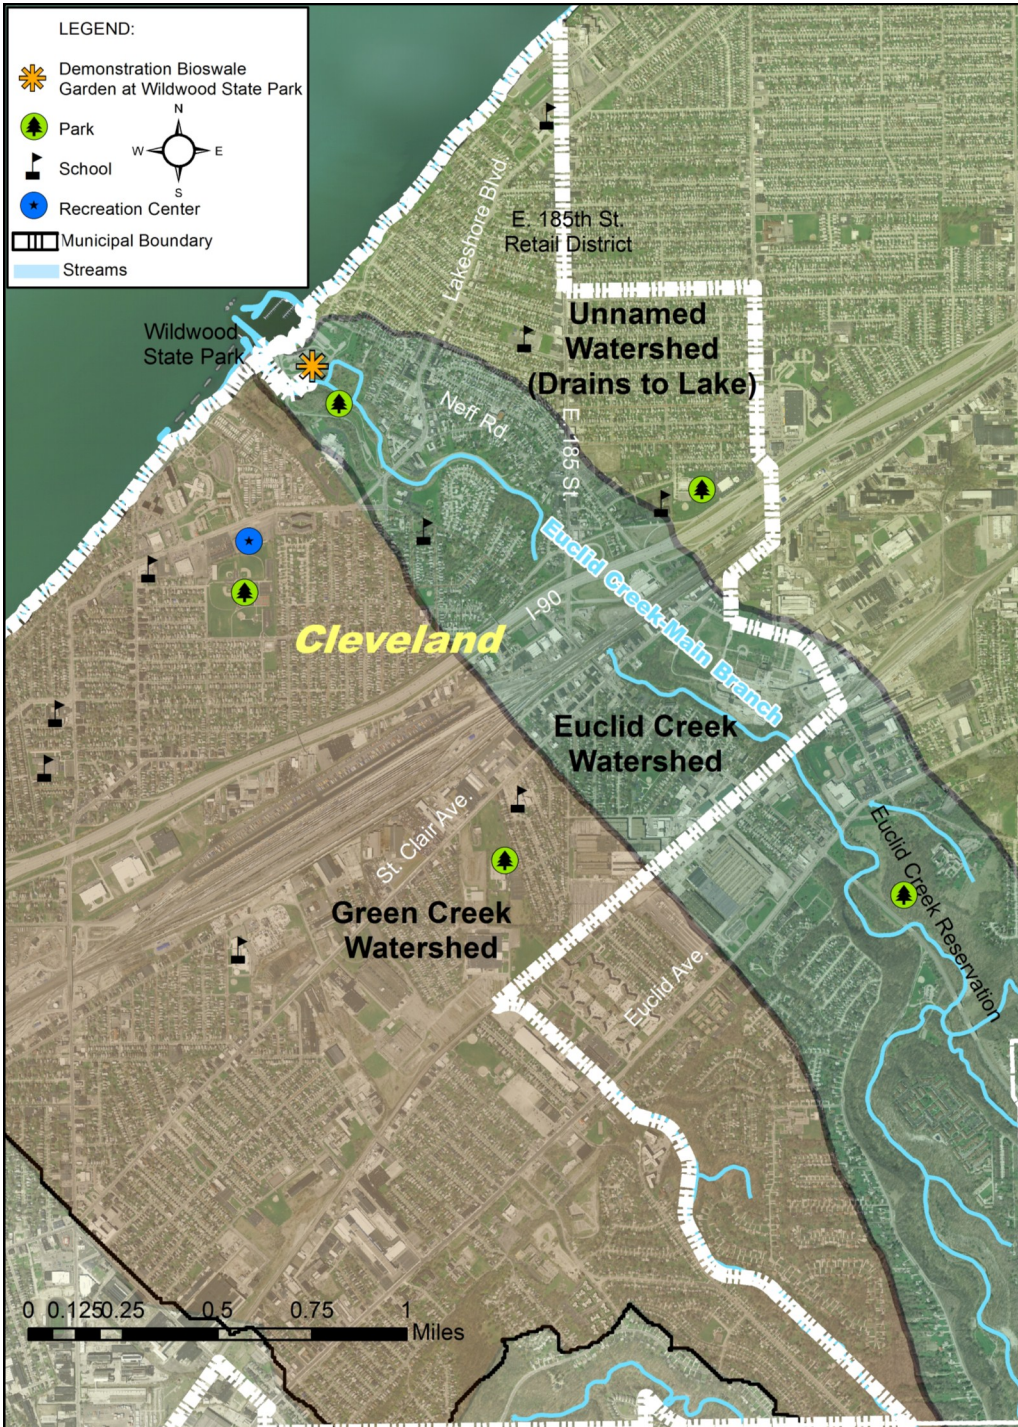 LEGEND:
Demonstration Bioswale
Garden at Wildwood State Park
N
Park
W
E
School
S
Recreation Center
Municipal Boundary
Streams
Lakeshore Blvd.
E. 185th St.
Retail District
Unnamed
Watershed
(Drains to Lake)
Wildwood
State Park
Neff Rd.
E. 185 St.
Euclid Creek-Main Branch
I-90
Cleveland
Euclid Creek
Watershed
St. Clair Ave.
Euclid Creek Reservation
Green Creek
Watershed
Euclid Ave.
0 0.125 0.25 0.5 0.75 1
Miles